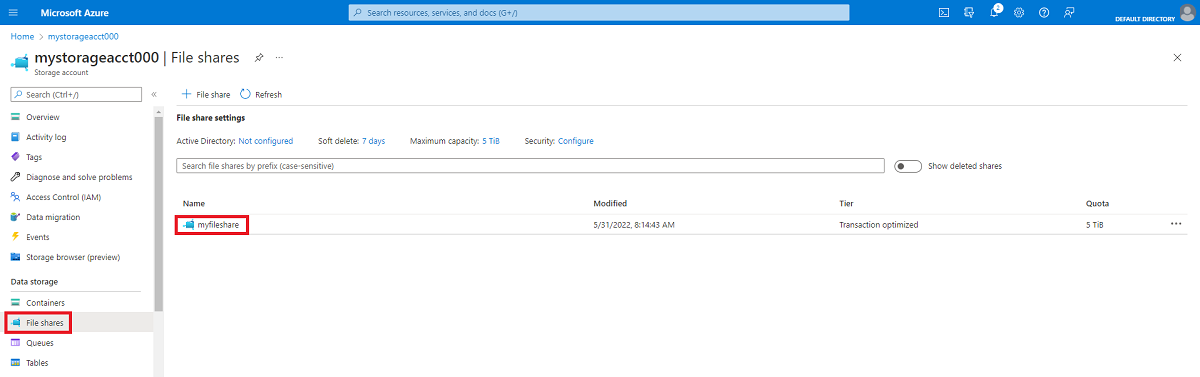 Microsoft Azure
Search resources, services, and docs (G+/)
2
DEFAULT DIRECTORY
Home > mystorageacct000
mystorageacct000 | File shares ...
Storage account
Search (Ctrl+/) «
+ File share Refresh
Overview
Activity log
Tags
Diagnose and solve problems
Access Control (IAM)
Data migration
Events
Storage browser (preview)
Data storage
Containers
File shares
Queues
Tables
File share settings
Active Directory: Not configured Soft delete: 7 days Maximum capacity: 5 TiB Security: Configure
Search file shares by prefix (case-sensitive) Show deleted shares
Name Modified Tier Quota
myfileshare 5/31/2022, 8:14:43 AM Transaction optimized 5 TiB ...